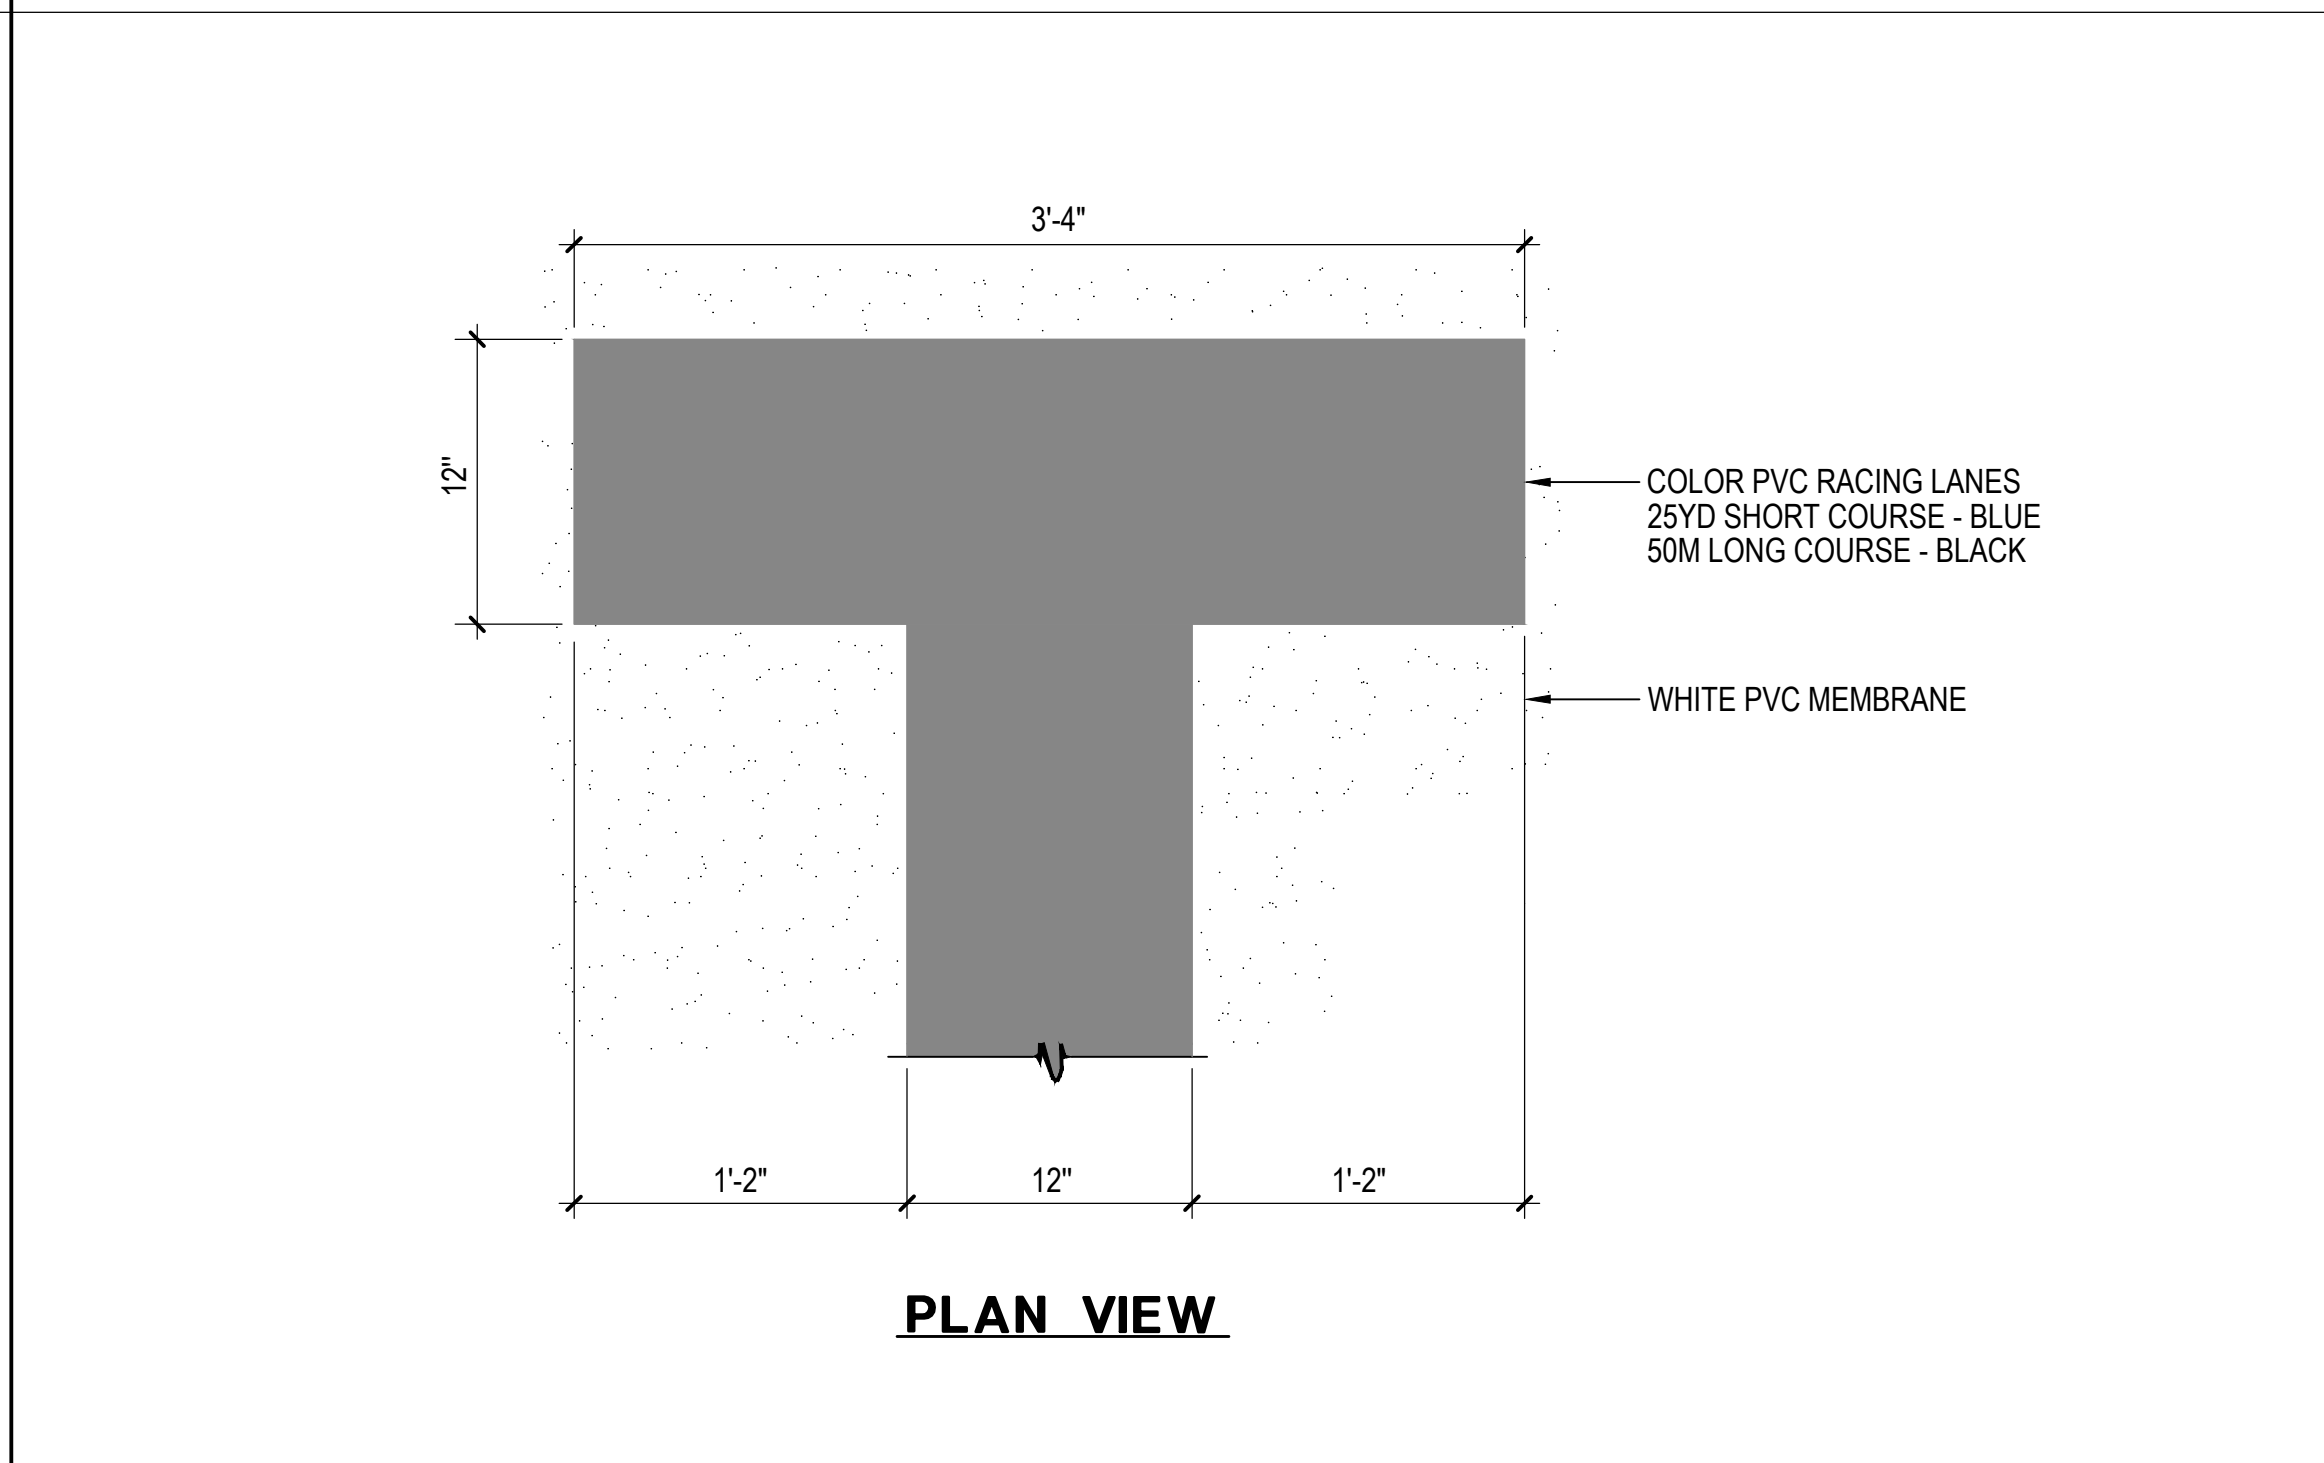 3'-4"
12"
COLOR PVC RACING LANES
25YD SHORT COURSE - BLUE
50M LONG COURSE - BLACK
WHITE PVC MEMBRANE
1'-2" 12" 1'-2"
PLAN VIEW